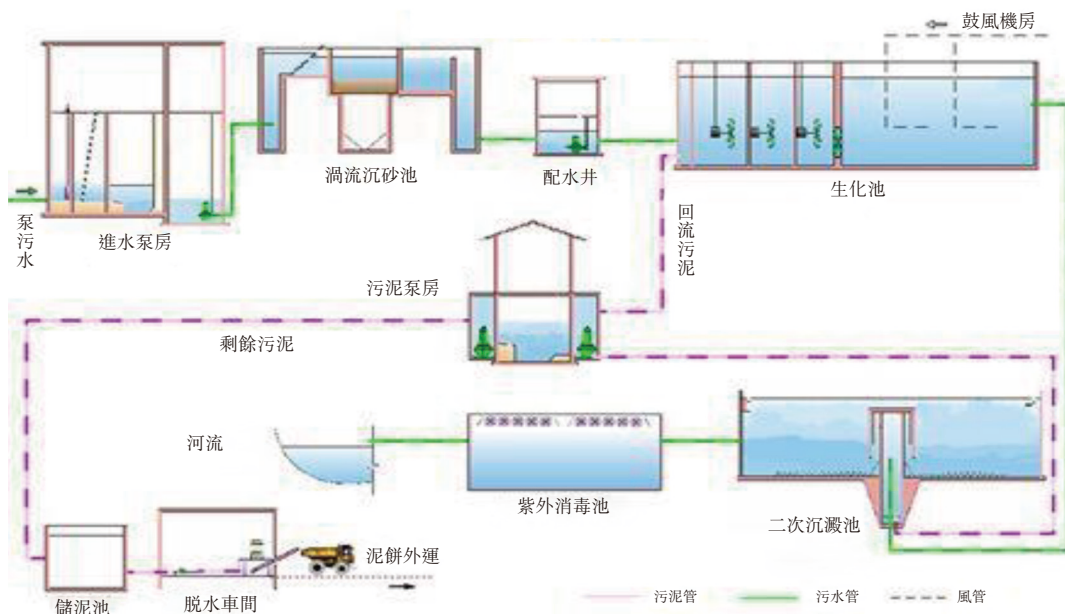 鼓風機房
渦流沉砂池
配水井
生化池
泵污水
進水泵房
回流污泥
污泥泵房
剩餘污泥
河流
紫外消毒池
二次沉澱池
泥餅外運
儲泥池
脫水車間
污泥管
污水管
風管